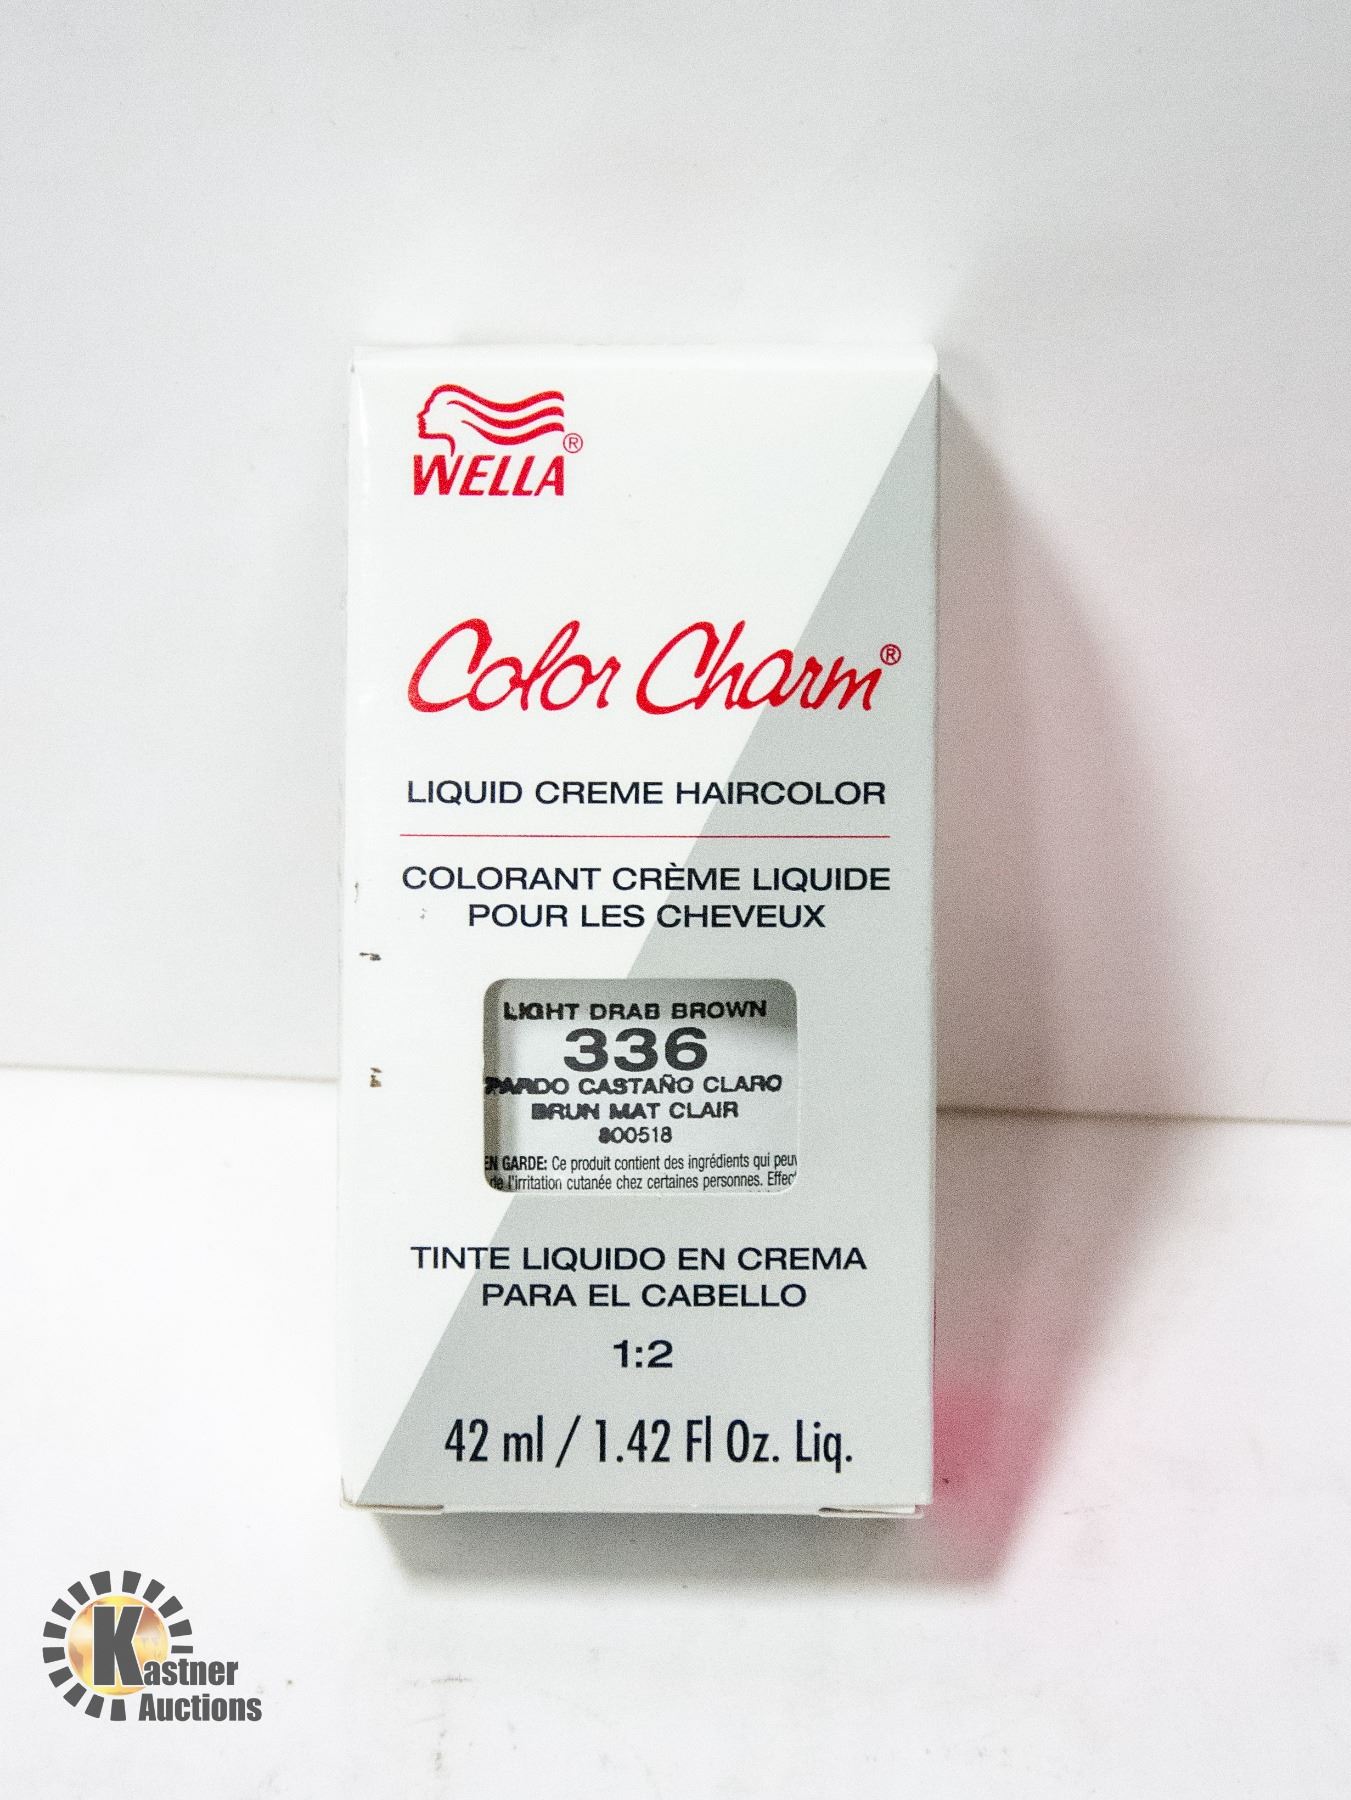 WELLA®
Color Charm®
LIQUID CREME HAIRCOLOR
COLORANT CRÈME LIQUIDE
POUR LES CHEVEUX
LIGHT DRAB BROWN
336
PARDO CASTAÑO CLARO
BRUN MAT CLAIR
800518
EN GARDE: Ce produit contient des ingrédients qui peuv
de l'irritation cutanée chez certaines personnes. Effec
TINTE LIQUIDO EN CREMA
PARA EL CABELLO
1:2
42 ml / 1.42 Fl Oz. Liq.
Kastner
Auctions